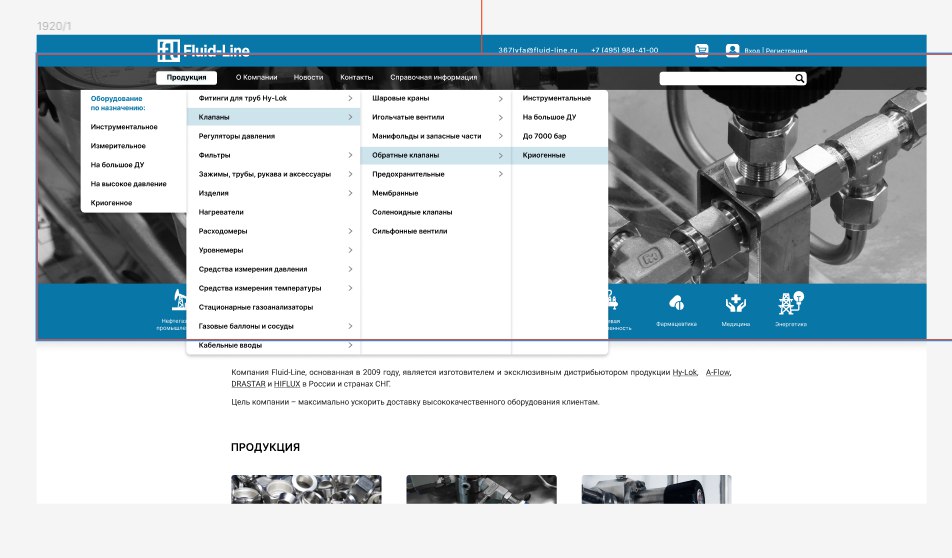 1920/1
Fluid-Line
367lvfa@fluid-line.ru +7 (495) 984-41-00 Вход | Регистрация
Продукция О Компании Новости Контакты Справочная информация
Оборудование
по назначению:
Инструментальное
Измерительное
На большое ДУ
На высокое давление
Криогенное
Фитинги для труб Hy-Lok
Клапаны
Регуляторы давления
Фильтры
Зажимы, трубы, рукава и аксессуары
Изделия
Нагреватели
Расходомеры
Уровнемеры
Средства измерения давления
Средства измерения температуры
Стационарные газоанализаторы
Газовые баллоны и сосуды
Кабельные вводы
Шаровые краны
Игольчатые вентили
Манифольды и запасные части
Обратные клапаны
Предохранительные
Мембранные
Соленоидные клапаны
Сильфонные вентили
Инструментальные
На большое ДУ
До 7000 бар
Криогенные
Фармацевтика
Медицина
Энергетика
Компания Fluid-Line, основанная в 2009 году, является изготовителем и эксклюзивным дистрибьютором продукции Hy-Lok, A-Flow,
DRASTAR и HIFLUX в России и странах СНГ.
Цель компании – максимально ускорить доставку высококачественного оборудования клиентам.
ПРОДУКЦИЯ